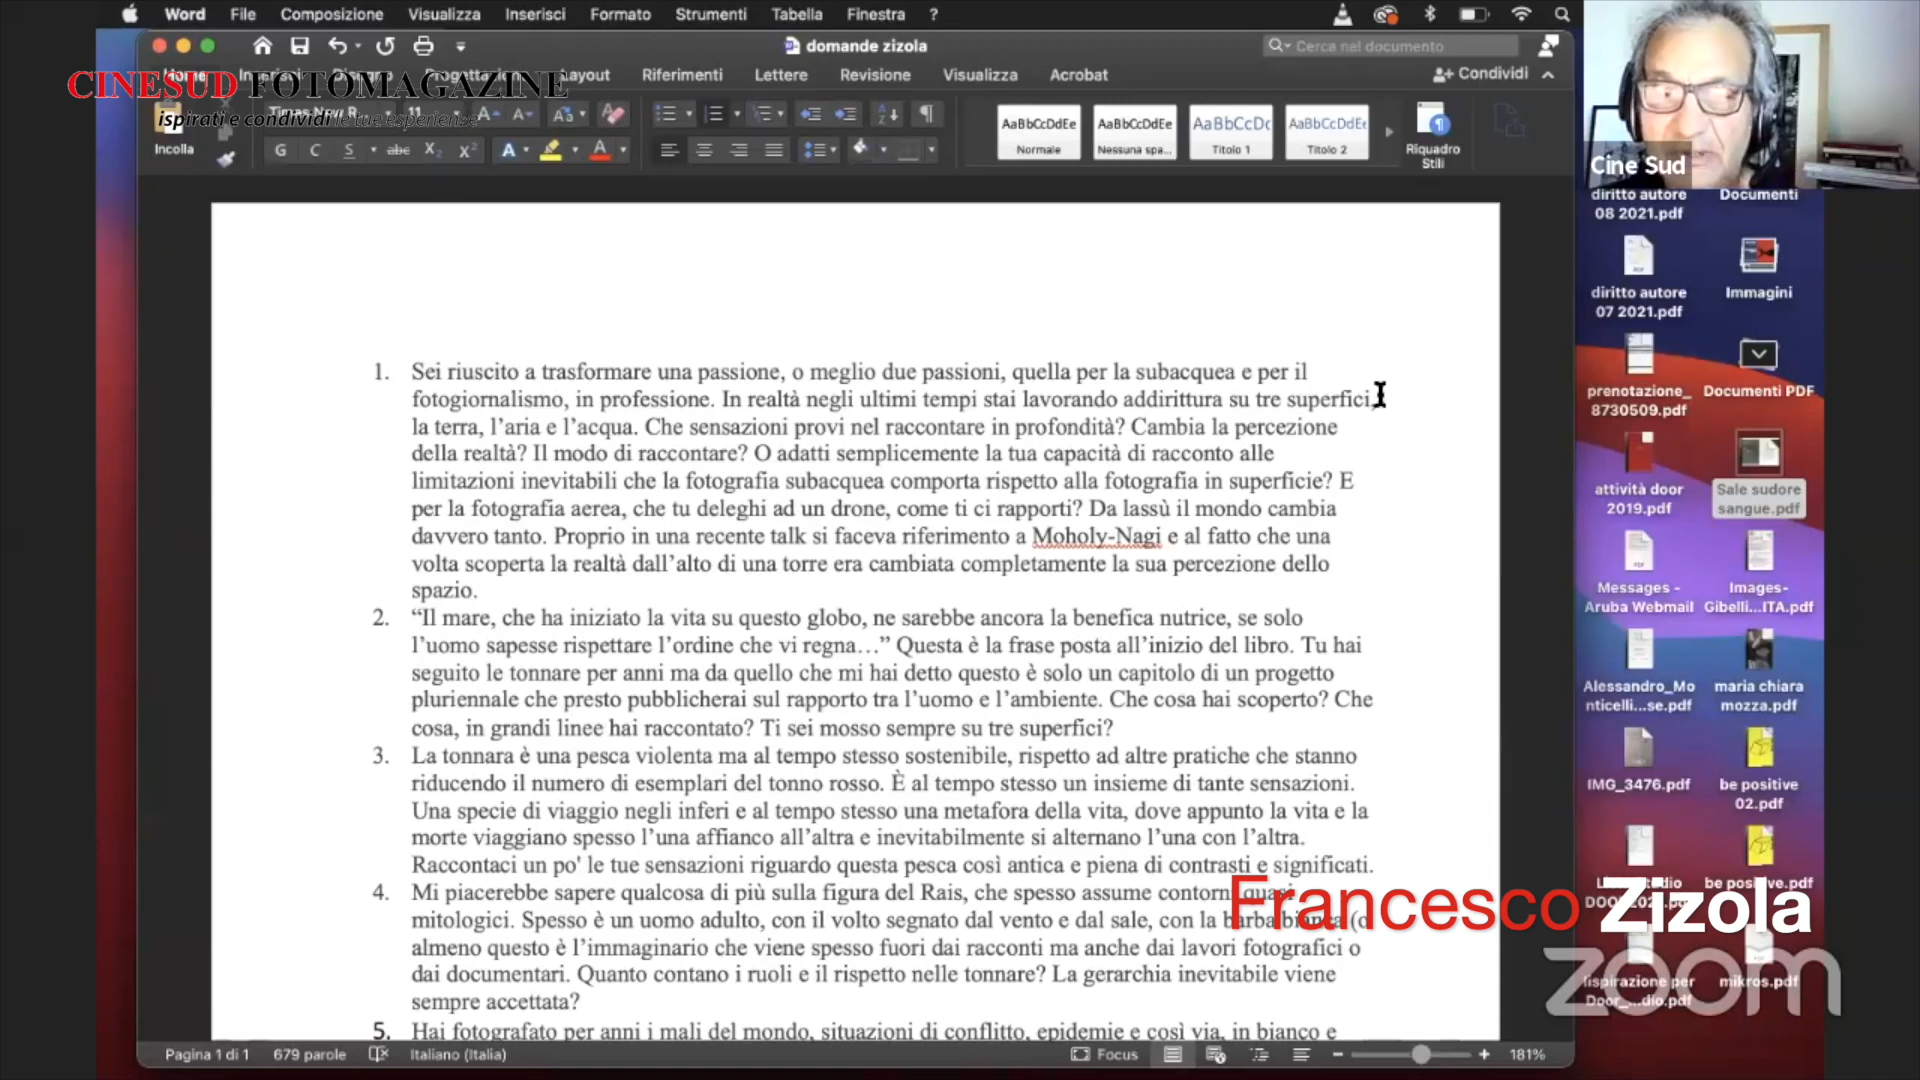 Word File Composizione Visualizza Inserisci Formato Strumenti Tabella Finestra ?
domande zizola
Cerca nel documento
Layout Riferimenti Lettere Revisione Visualizza Acrobat
Condividi
CINESUD FOTOMAGAZINE
ispirati e condividi le tue esperienze
Times New R... 11
Incolla
G C S abc X2 X2 A A
AaBbCcDdEe AaBbCcDdEe AaBbCcDc AaBbCcDdEe
Normale Nessuna spa... Titolo 1 Titolo 2
Riquadro
Stili
Cine Sud
1. Sei riuscito a trasformare una passione, o meglio due passioni, quella per la subacquea e per il
fotogiornalismo, in professione. In realtà negli ultimi tempi stai lavorando addirittura su tre superfici,
la terra, l’aria e l’acqua. Che sensazioni provi nel raccontare in profondità? Cambia la percezione
della realtà? Il modo di raccontare? O adatti semplicemente la tua capacità di racconto alle
limitazioni inevitabili che la fotografia subacquea comporta rispetto alla fotografia in superficie? E
per la fotografia aerea, che tu deleghi ad un drone, come ti ci rapporti? Da lassù il mondo cambia
davvero tanto. Proprio in una recente talk si faceva riferimento a Moholy-Nagi e al fatto che una
volta scoperta la realtà dall’alto di una torre era cambiata completamente la sua percezione dello
spazio.
2. “Il mare, che ha iniziato la vita su questo globo, ne sarebbe ancora la benefica nutrice, se solo
l’uomo sapesse rispettare l’ordine che vi regna…” Questa è la frase posta all’inizio del libro. Tu hai
seguito le tonnare per anni ma da quello che mi hai detto questo è solo un capitolo di un progetto
pluriennale che presto pubblicherai sul rapporto tra l’uomo e l’ambiente. Che cosa hai scoperto? Che
cosa, in grandi linee hai raccontato? Ti sei mosso sempre su tre superfici?
3. La tonnara è una pesca violenta ma al tempo stesso sostenibile, rispetto ad altre pratiche che stanno
riducendo il numero di esemplari del tonno rosso. È al tempo stesso un insieme di tante sensazioni.
Una specie di viaggio negli inferi e al tempo stesso una metafora della vita, dove appunto la vita e la
morte viaggiano spesso l’una affianco all’altra e inevitabilmente si alternano l’una con l’altra.
Raccontaci un po' le tue sensazioni riguardo questa pesca così antica e piena di contrasti e significati.
4. Mi piacerebbe sapere qualcosa di più sulla figura del Rais, che spesso assume contorni quasi
mitologici. Spesso è un uomo adulto, con il volto segnato dal vento e dal sale, con la barba bianca (o
almeno questo è l’immaginario che viene spesso fuori dai racconti ma anche dai lavori fotografici o
dai documentari. Quanto contano i ruoli e il rispetto nelle tonnare? La gerarchia inevitabile viene
sempre accettata?
5. Hai fotografato per anni i mali del mondo, situazioni di conflitto, epidemie e così via, in bianco e
Pagina 1 di 1 679 parole Italiano (Italia) Focus 181%
diritto autore
08 2021.pdf
Documenti
diritto autore
07 2021.pdf
Immagini
prenotazione_
8730509.pdf
Documenti PDF
attività door
2019.pdf
Sale sudore
sangue.pdf
Messages -
Aruba Webmail
Images-
Gibelli...ITA.pdf
Alessandro_Mo
nticelli...se.pdf
maria chiara
mozza.pdf
IMG_3476.pdf
be positive
02.pdf
be positive.pdf
Francesco Zizola
Door_...dio.pdf
mikros.pdf
zoom